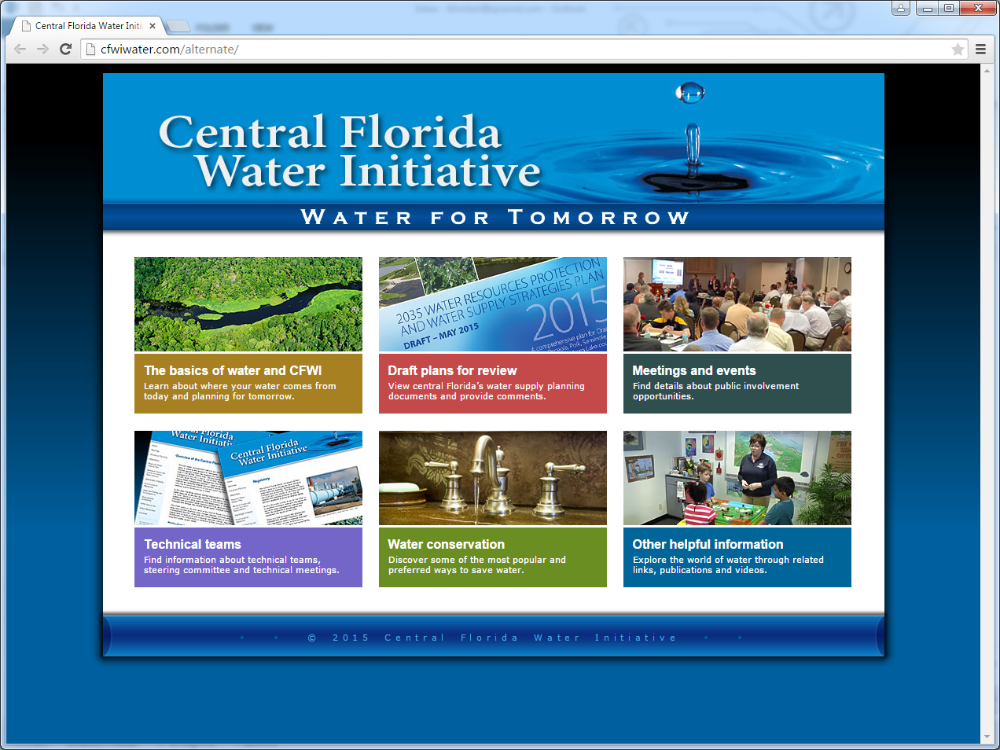 Central Florida Water Initi
cfwiwater.com/alternate/
Central Florida
Water Initiative
WATER FOR TOMORROW
2035 WATER RESOURCES PROTECTION
AND WATER SUPPLY STRATEGIES PLAN
DRAFT – MAY 2015
2015
A comprehensive plan for
The basics of water and CFWI
Learn about where your water comes from
today and planning for tomorrow.
Draft plans for review
View central Florida's water supply planning
documents and provide comments.
Meetings and events
Find details about public involvement
opportunities.
Central Florida
Water Initiative
Regulatory
Technical teams
Find information about technical teams,
steering committee and technical meetings.
Water conservation
Discover some of the most popular and
preferred ways to save water.
Other helpful information
Explore the world of water through related
links, publications and videos.
© 2015 Central Florida Water Initiative